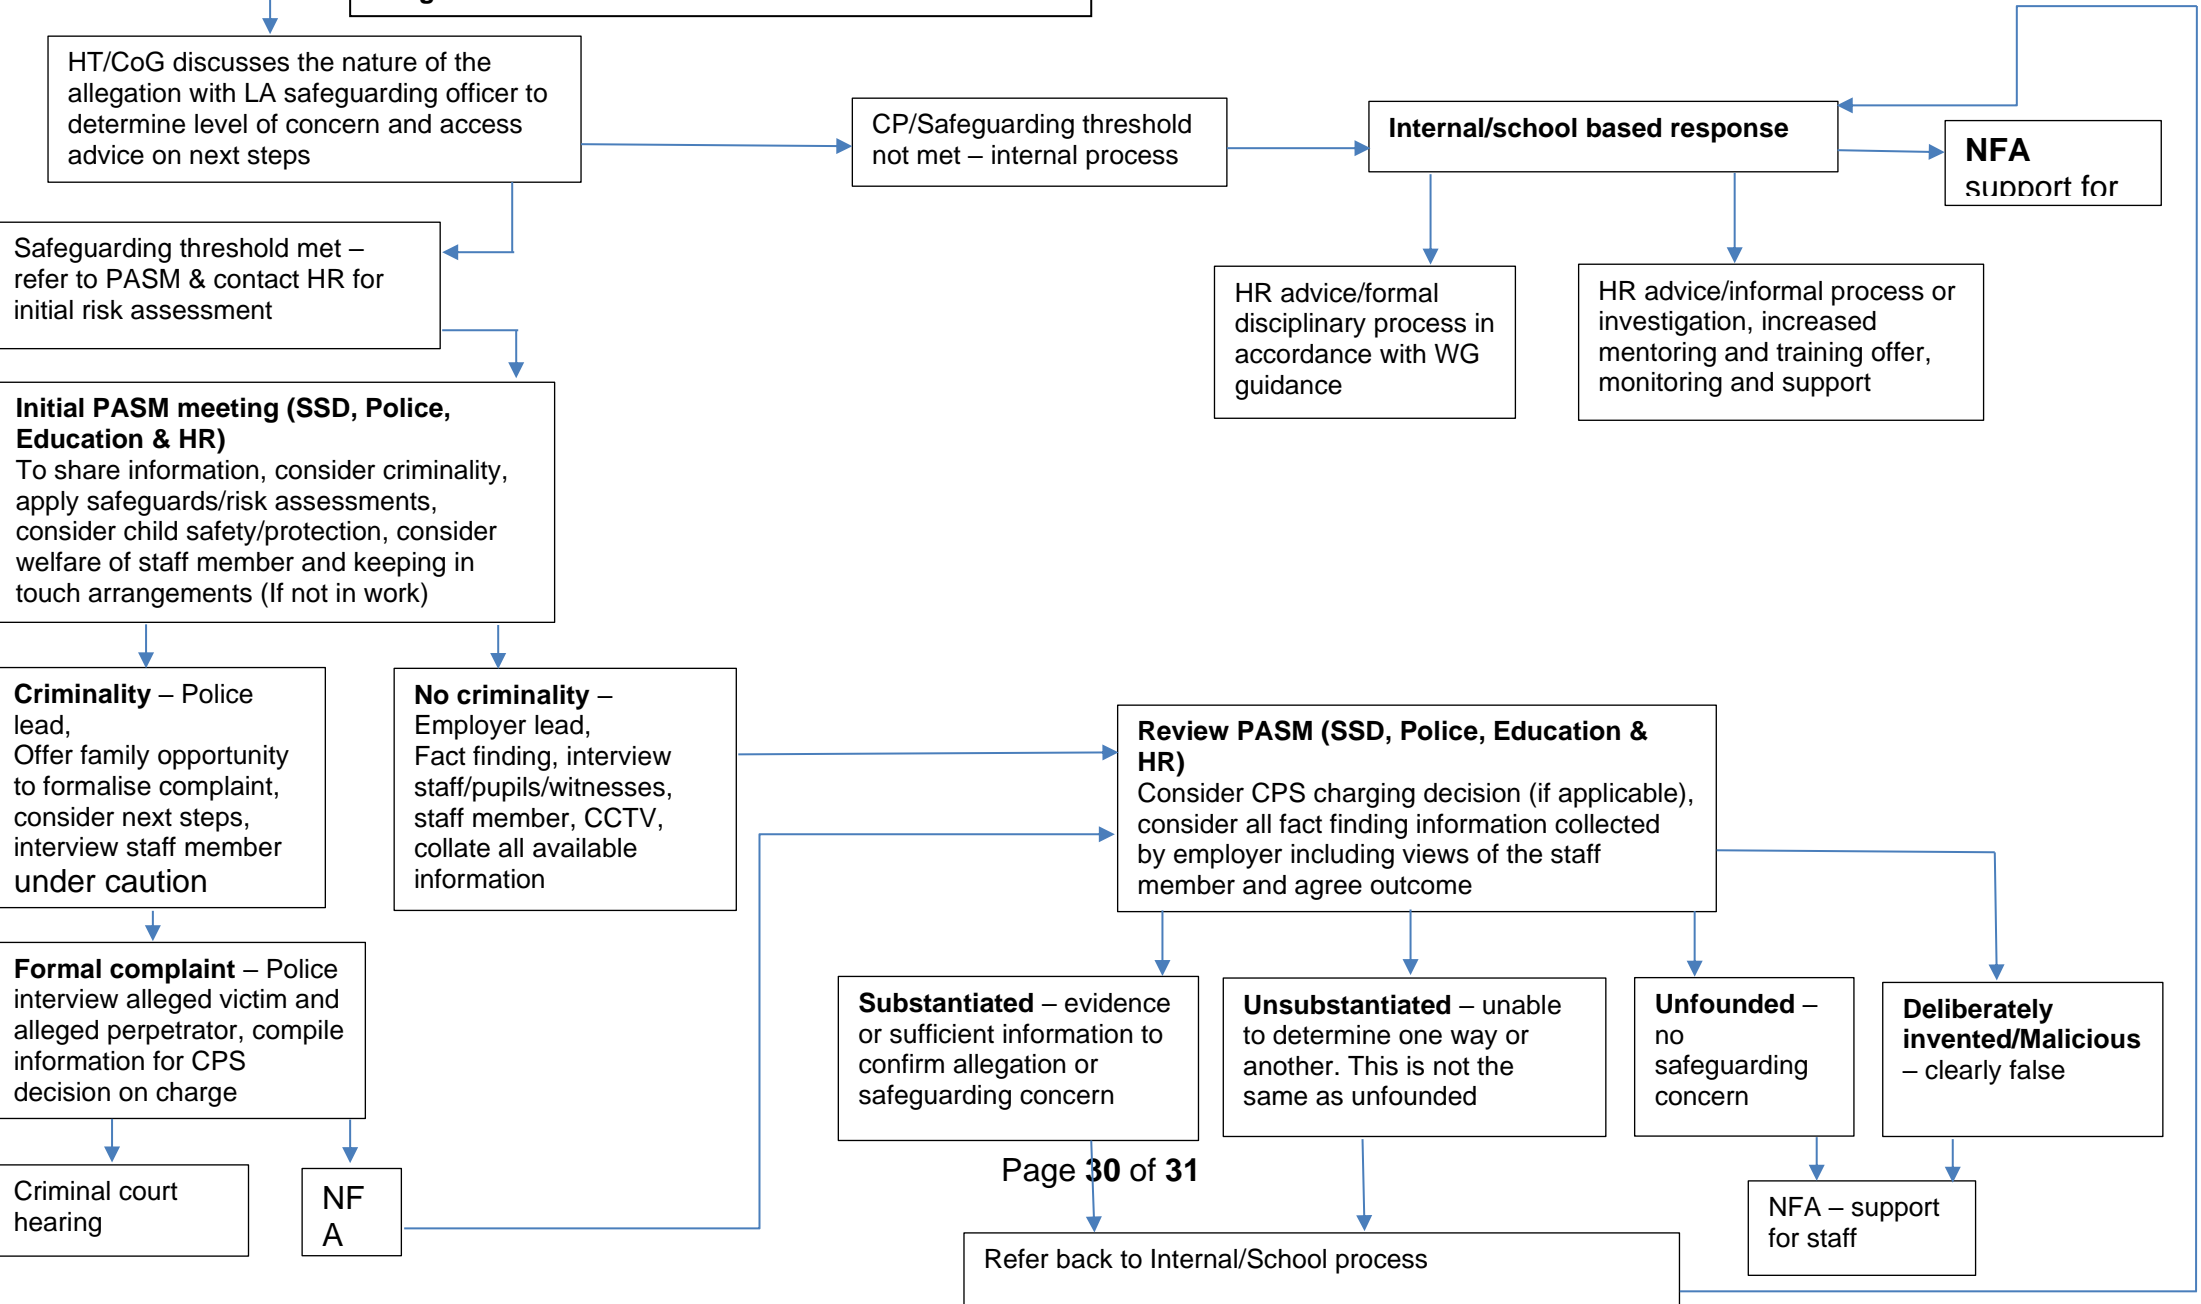 HT/CoG discusses the nature of the
allegation with LA safeguarding officer to
determine level of concern and access
advice on next steps
CP/Safeguarding threshold
not met – internal process
Internal/school based response
NFA
support for
Safeguarding threshold met –
refer to PASM & contact HR for
initial risk assessment
HR advice/formal
disciplinary process in
accordance with WG
guidance
HR advice/informal process or
investigation, increased
mentoring and training offer,
monitoring and support
Initial PASM meeting (SSD, Police,
Education & HR)
To share information, consider criminality,
apply safeguards/risk assessments,
consider child safety/protection, consider
welfare of staff member and keeping in
touch arrangements (If not in work)
Criminality – Police
lead,
Offer family opportunity
to formalise complaint,
consider next steps,
interview staff member
under caution
No criminality –
Employer lead,
Fact finding, interview
staff/pupils/witnesses,
staff member, CCTV,
collate all available
information
Review PASM (SSD, Police, Education &
HR)
Consider CPS charging decision (if applicable),
consider all fact finding information collected
by employer including views of the staff
member and agree outcome
Formal complaint – Police
interview alleged victim and
alleged perpetrator, compile
information for CPS
decision on charge
Substantiated – evidence
or sufficient information to
confirm allegation or
safeguarding concern
Unsubstantiated – unable
to determine one way or
another. This is not the
same as unfounded
Unfounded –
no
safeguarding
concern
Deliberately
invented/Malicious
– clearly false
Criminal court
hearing
NF
A
Page 30 of 31
NFA – support
for staff
Refer back to Internal/School process